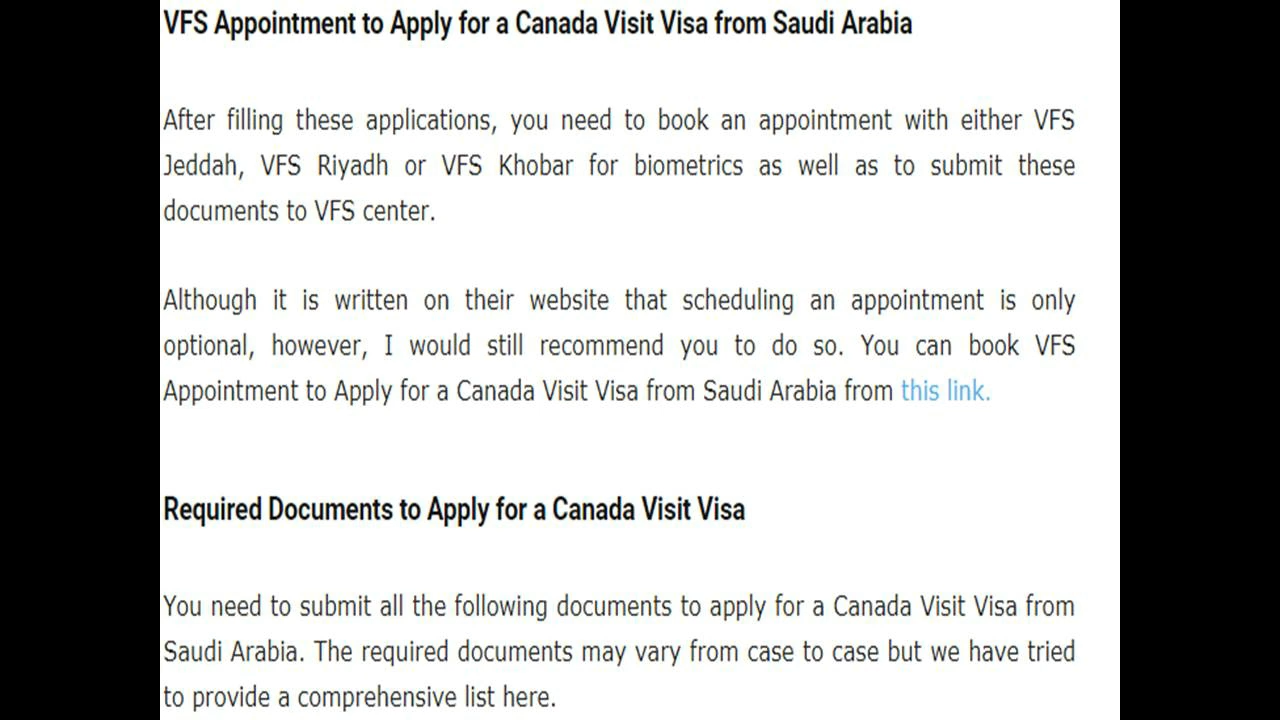 VFS Appointment to Apply for a Canada Visit Visa from Saudi Arabia
After filling these applications, you need to book an appointment with either VFS
Jeddah, VFS Riyadh or VFS Khobar for biometrics as well as to submit these
documents to VFS center.
Although it is written on their website that scheduling an appointment is only
optional, however, I would still recommend you to do so. You can book VFS
Appointment to Apply for a Canada Visit Visa from Saudi Arabia from this link.
Required Documents to Apply for a Canada Visit Visa
You need to submit all the following documents to apply for a Canada Visit Visa from
Saudi Arabia. The required documents may vary from case to case but we have tried
to provide a comprehensive list here.